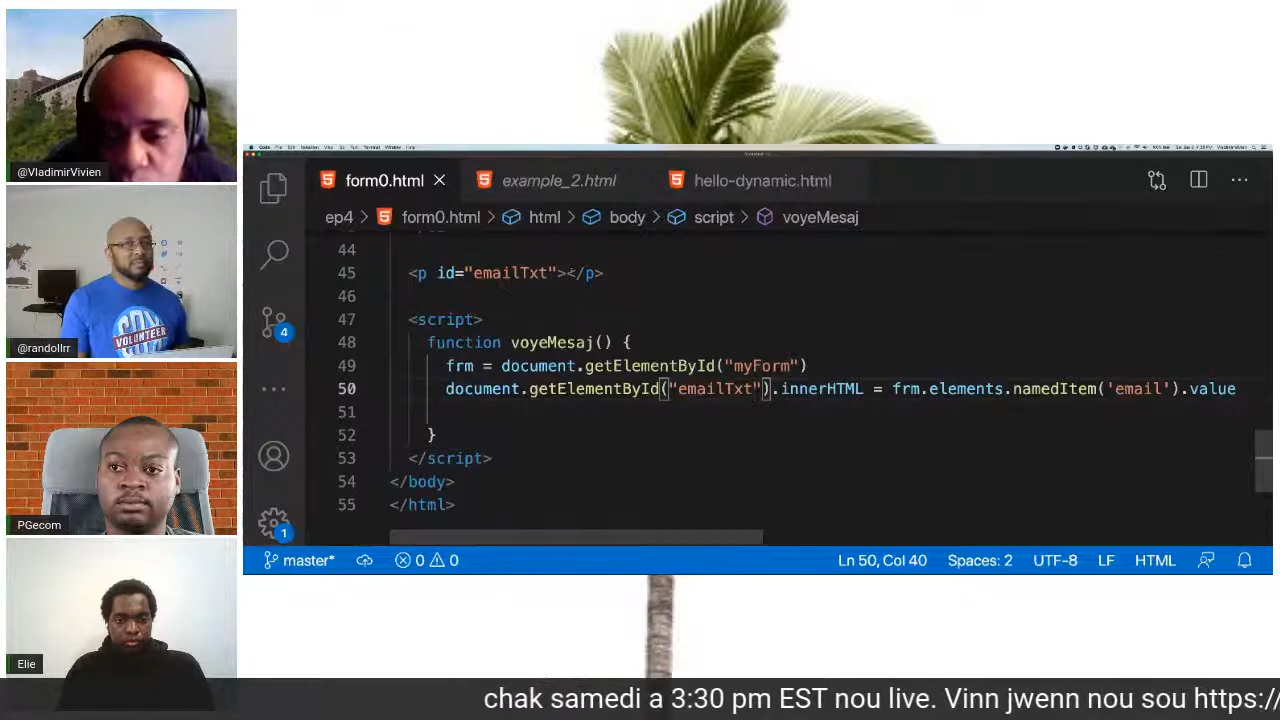 @VladimirVivien
@randollrr
VOLUNTEER
PGecom
Elie
form0.html
example_2.html
hello-dynamic.html
ep4 > form0.html > html > body > script > voyeMesaj
44
45 <p id="emailTxt"></p>
46
47 <script>
48 function voyeMesaj() {
49 frm = document.getElementById("myForm")
50 document.getElementById("emailTxt").innerHTML = frm.elements.namedItem('email').value
51
52 }
53 </script>
54 </body>
55 </html>
4
1
master* 0 0 Ln 50, Col 40 Spaces: 2 UTF-8 LF HTML
chak samedi a 3:30 pm EST nou live. Vinn jwenn nou sou https://